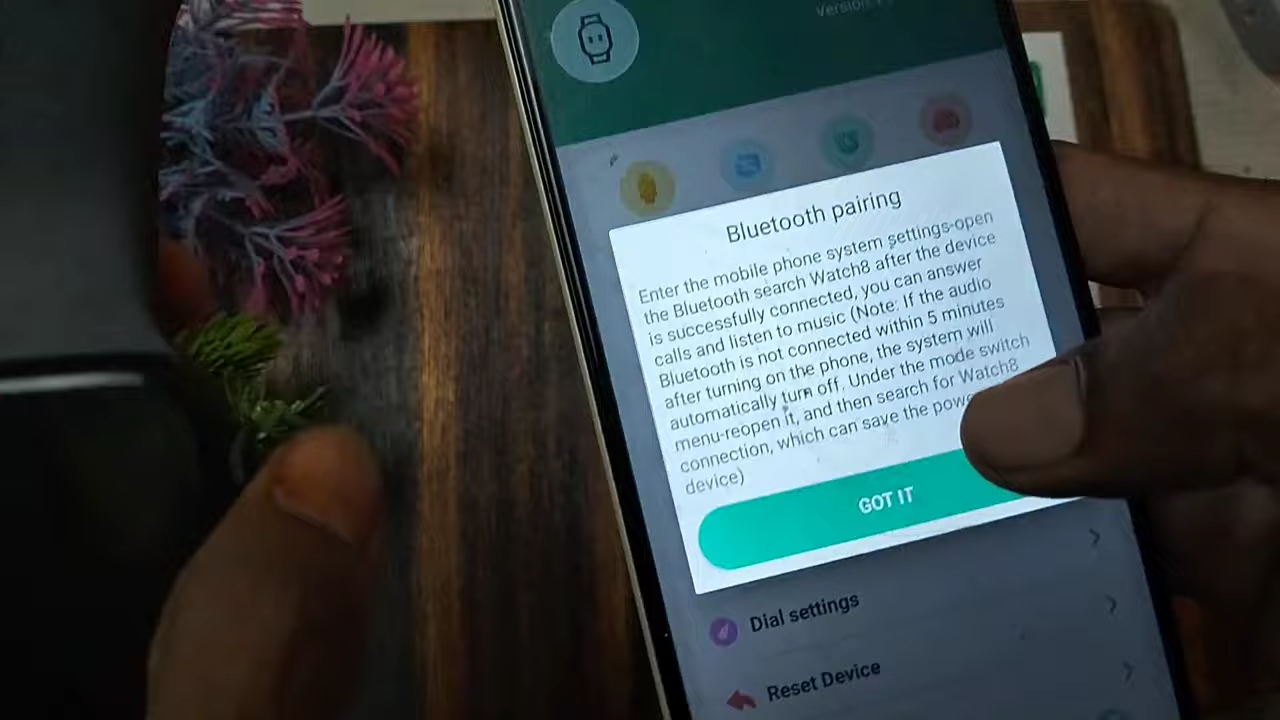 Version
Bluetooth pairing
Enter the mobile phone system settings-open
the Bluetooth search Watch8 after the device
is successfully connected, you can answer
calls and listen to music (Note: If the audio
Bluetooth is not connected within 5 minutes
after turning on the phone, the system will
automatically turn off. Under the mode switch
menu-reopen it, and then search for Watch8
connection, which can save the
device)
GOT IT
Dial settings
Reset Device